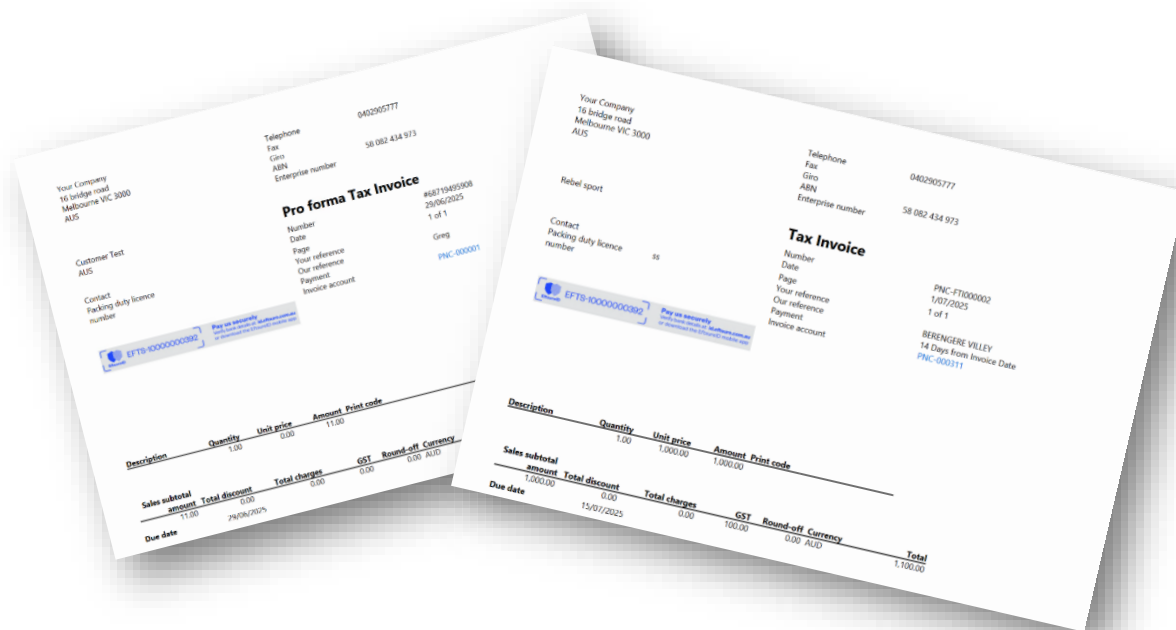 Your Company
16 bridge road
Melbourne VIC 3000
AUS
Telephone 0402905777
Fax
Giro
ABN 58 082 434 973
Enterprise number
Customer Test
AUS
Pro forma Tax Invoice
Number #68719495908
Date 29/06/2025
Page 1 of 1
Your reference
Our reference Greg
Payment
Invoice account PNC-000001
Contact
Packing duty licence
number
EFTS-10000000392
Pay us securely
Description Quantity Unit price Amount Print code
1.00 0.00 11.00
Sales subtotal
amount Total discount Total charges GST Round-off Currency
11.00 0.00 0.00 0.00 0.00 AUD
Due date 29/06/2025
Your Company
16 bridge road
Melbourne VIC 3000
AUS
Telephone 0402905777
Fax
Giro
ABN 58 082 434 973
Enterprise number
Rebel sport
Tax Invoice
Number PNC-FTI000002
Date 1/07/2025
Page 1 of 1
Your reference
Our reference BERENGERE VILLEY
Payment 14 Days from Invoice Date
Invoice account PNC-000311
Contact
Packing duty licence
number ss
EFTS-10000000392
Pay us securely
Description Quantity Unit price Amount Print code
1.00 1,000.00 1,000.00
Sales subtotal
amount Total discount Total charges GST Round-off Currency Total
1,000.00 0.00 0.00 100.00 0.00 AUD 1,100.00
Due date 15/07/2025